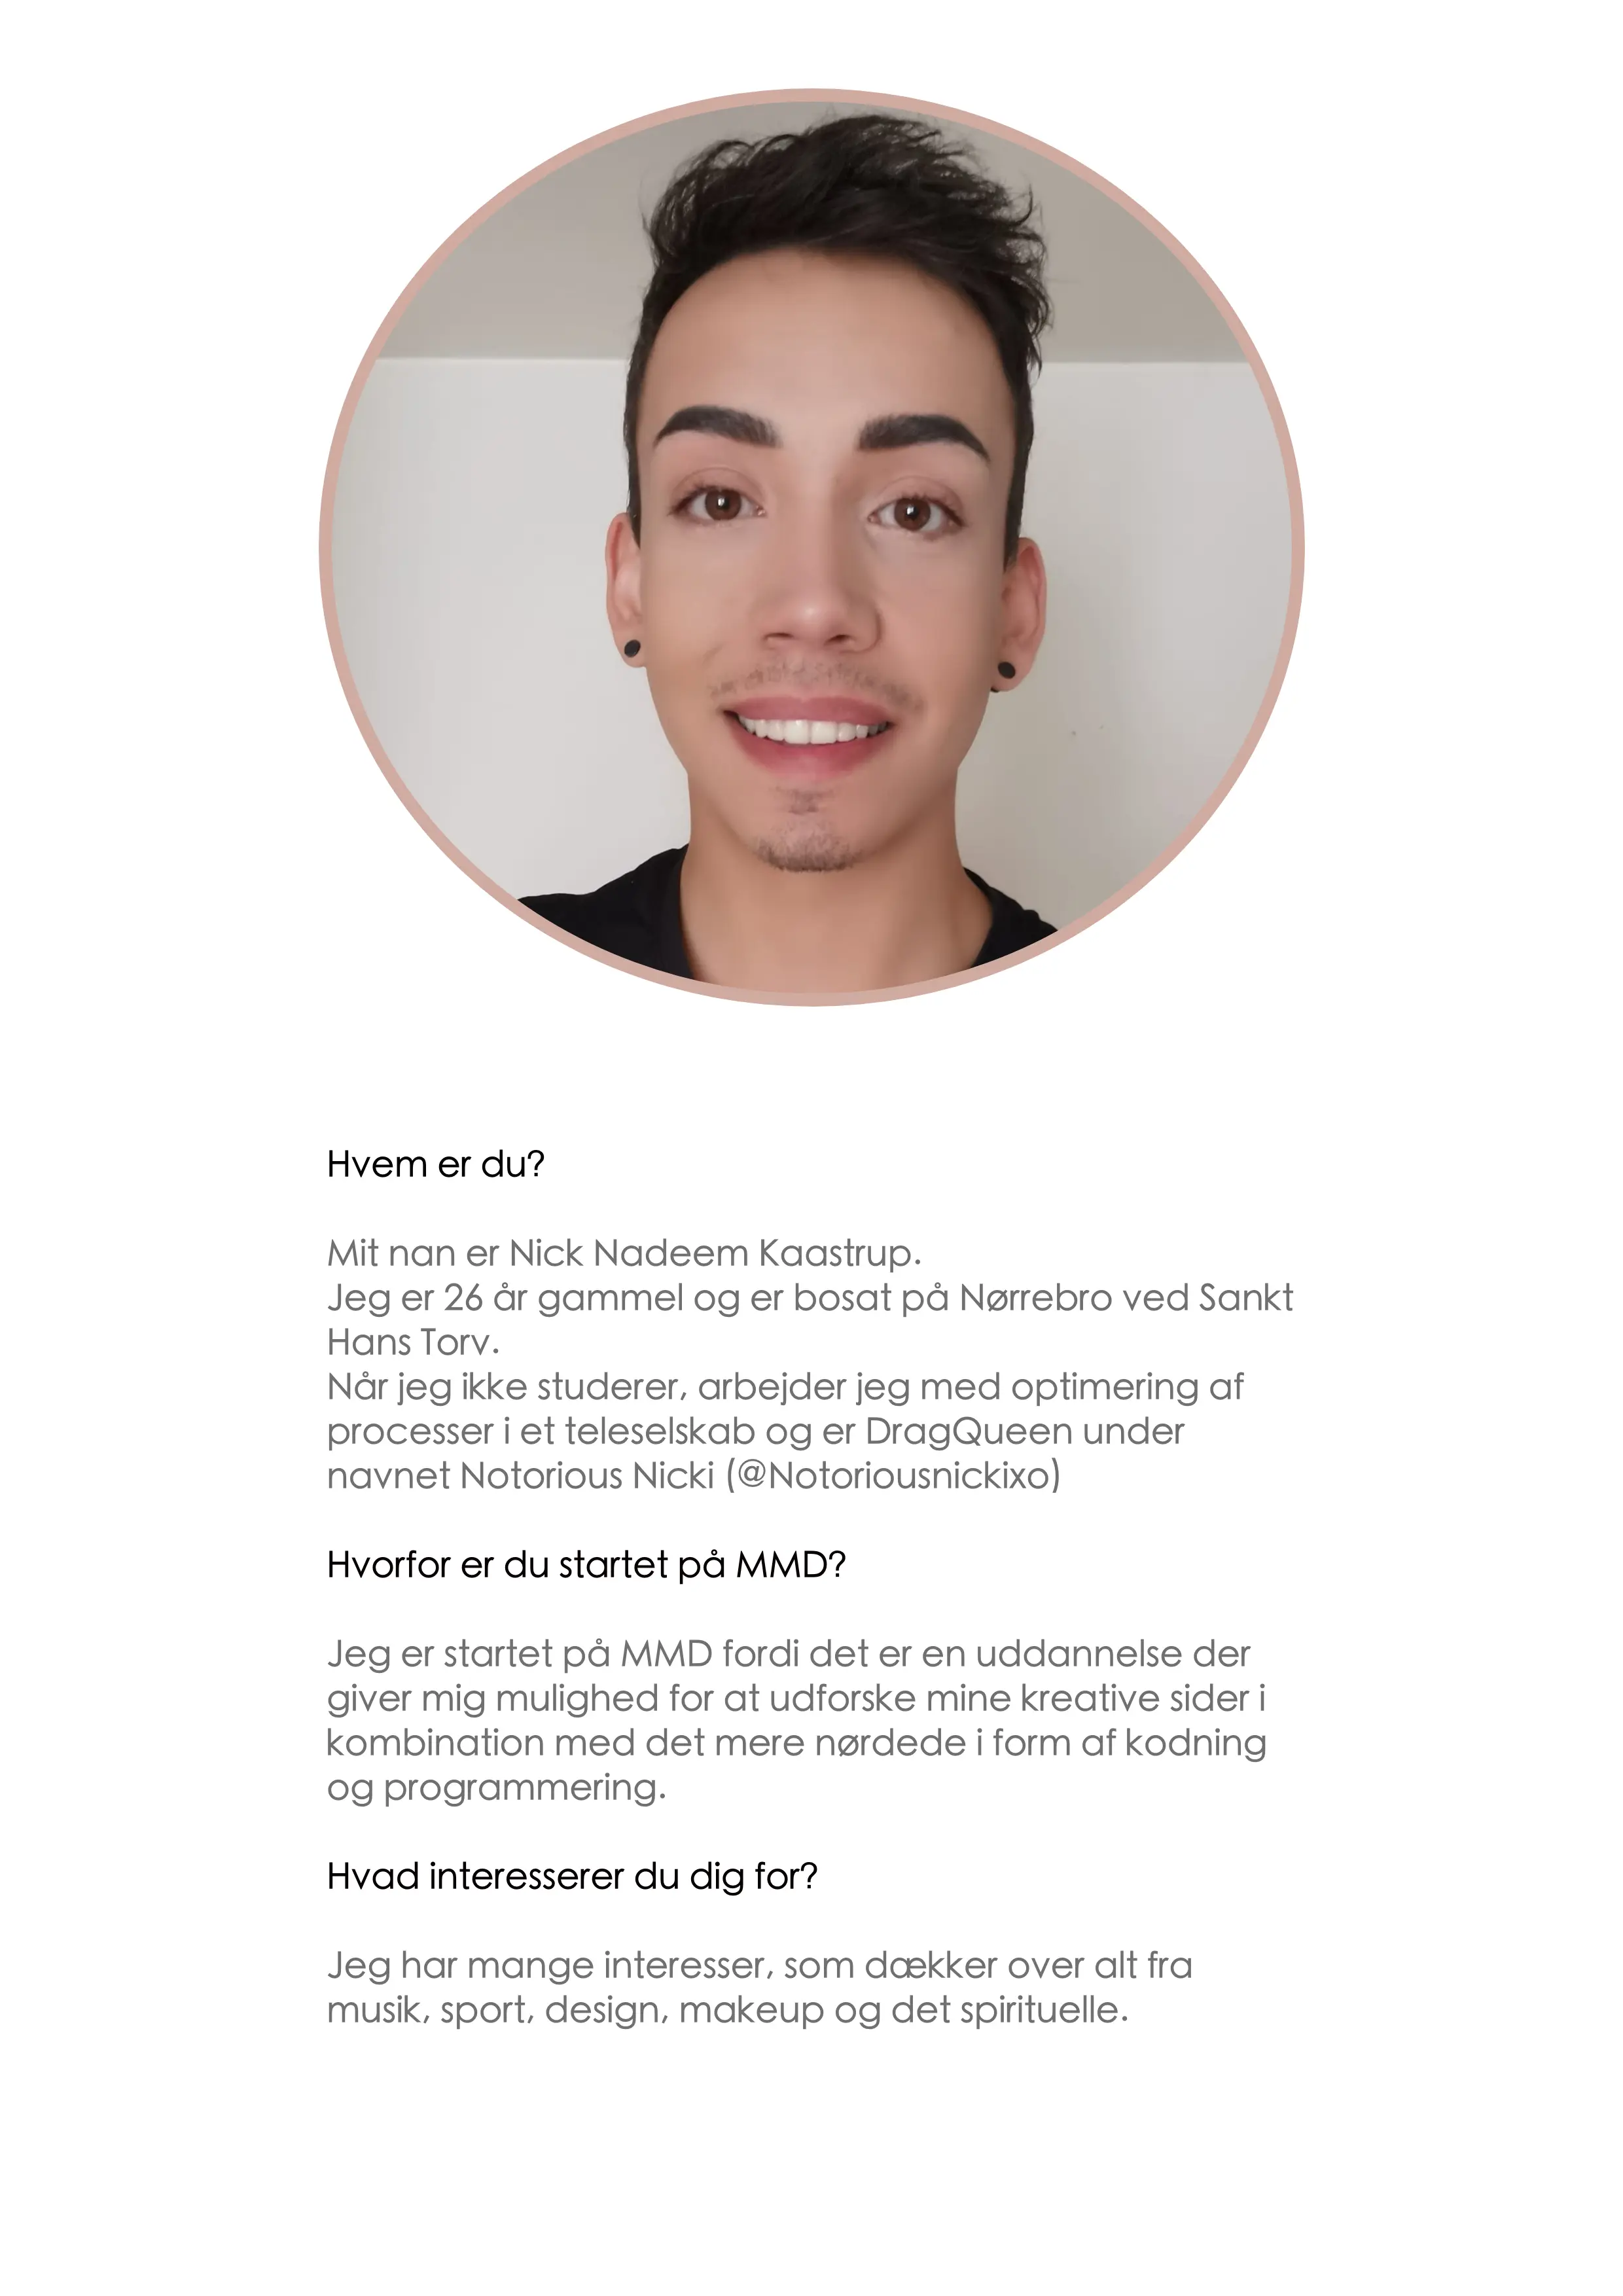 Hvem er du?
Mit nan er Nick Nadeem Kaastrup.
Jeg er 26 år gammel og er bosat på Nørrebro ved Sankt
Hans Torv.
Når jeg ikke studerer, arbejder jeg med optimering af
processer i et teleselskab og er DragQueen under
navnet Notorious Nicki (@Notoriousnickixo)
Hvorfor er du startet på MMD?
Jeg er startet på MMD fordi det er en uddannelse der
giver mig mulighed for at udforske mine kreative sider i
kombination med det mere nørdede i form af kodning
og programmering.
Hvad interesserer du dig for?
Jeg har mange interesser, som dækker over alt fra
musik, sport, design, makeup og det spirituelle.